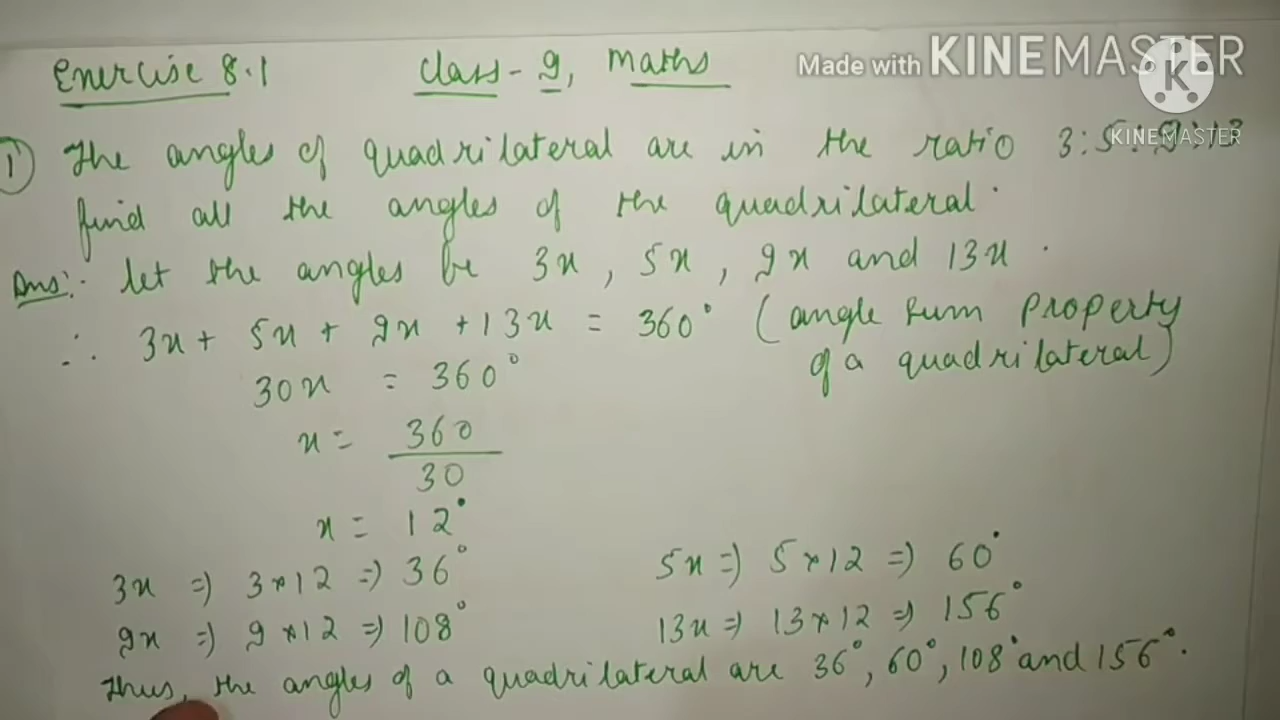 Exercise 8.1 Class - 9, Maths
Made with KINEMASTER
K
KINEMASTER
1 The angles of quadrilateral are in the ratio 3:5:9:13
find all the angles of the quadrilateral.
Ans:- let the angles be 3x, 5x, 9x and 13x.
∴ 3x + 5x + 9x + 13x = 360° (angle sum property
of a quadrilateral)
30x = 360°
x = 360
30
x = 12°
3x => 3×12 => 36° 5x => 5×12 => 60°
9x => 9×12 => 108° 13x => 13×12 => 156°
Thus, the angles of a quadrilateral are 36°, 60°, 108° and 156°.